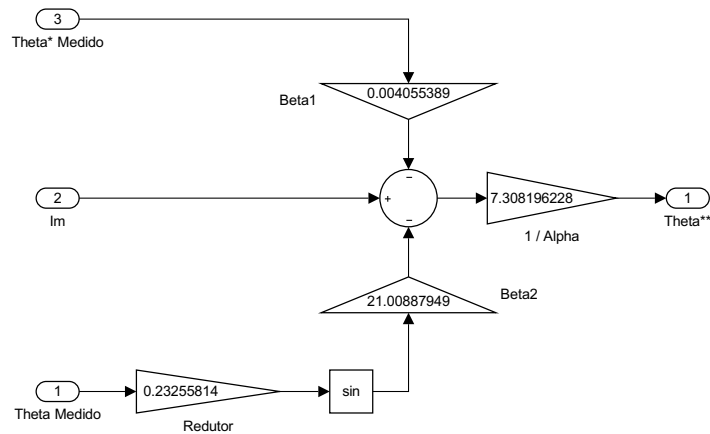 3
Theta* Medido
Beta1
0.004055389
−
2
Im
+
−
7.308196228
1 / Alpha
1
Theta**
21.00887949
Beta2
1
Theta Medido
0.23255814
Redutor
sin